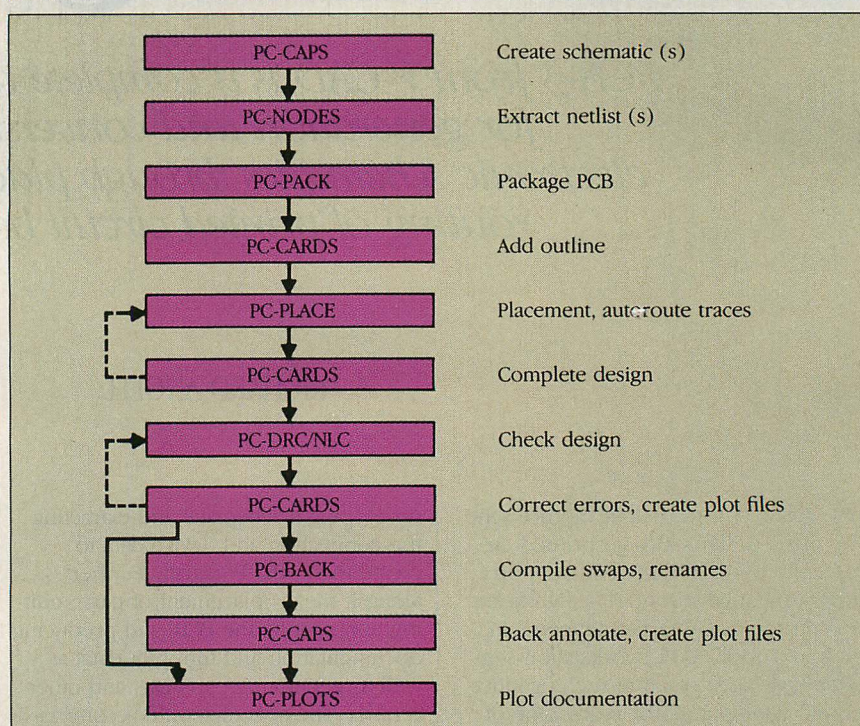 PC-CAPS Create schematic (s)
PC-NODES Extract netlist (s)
PC-PACK Package PCB
PC-CARDS Add outline
PC-PLACE Placement, autoroute traces
PC-CARDS Complete design
PC-DRC/NLC Check design
PC-CARDS Correct errors, create plot files
PC-BACK Compile swaps, renames
PC-CAPS Back annotate, create plot files
PC-PLOTS Plot documentation